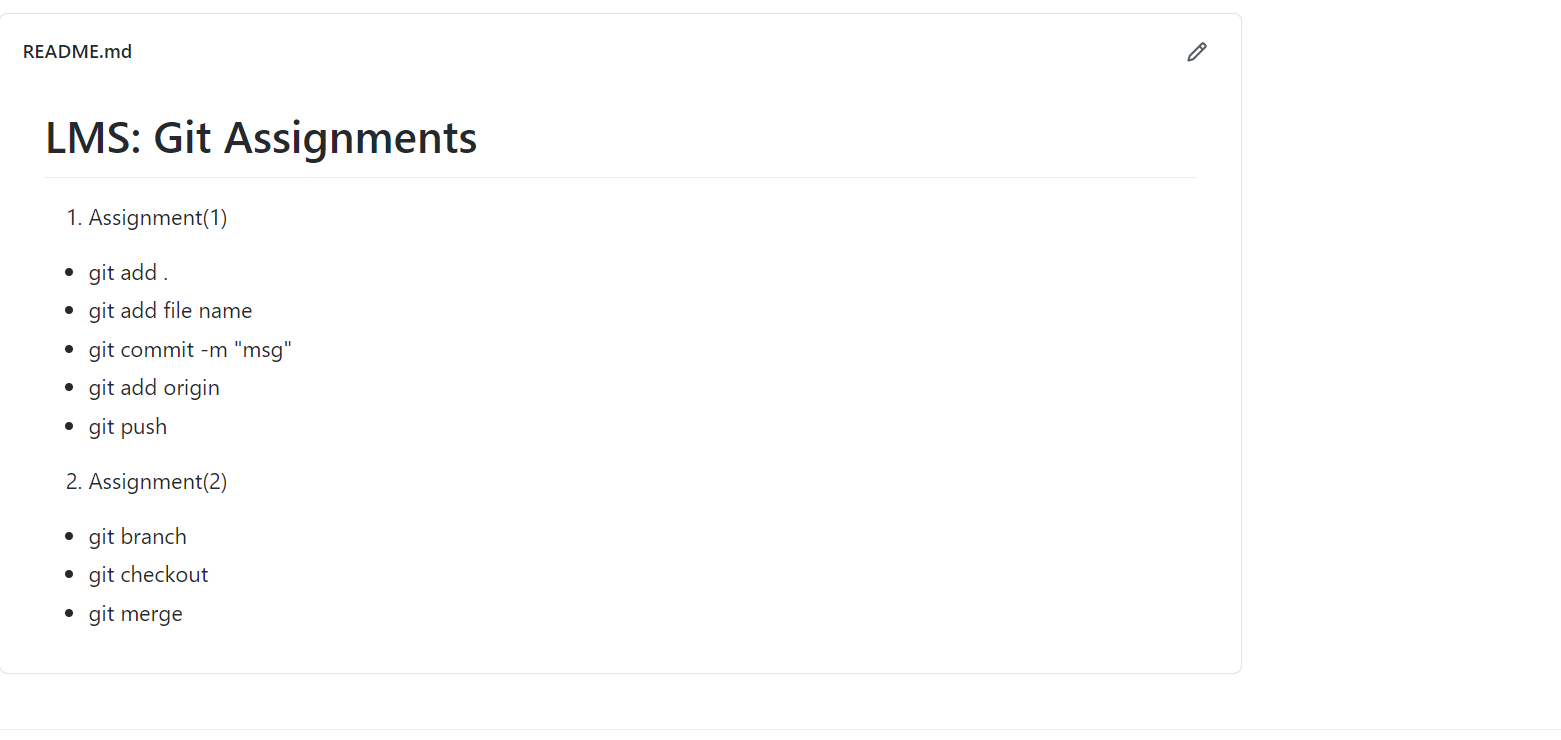 README.md
LMS: Git Assignments
1. Assignment(1)
• git add .
• git add file name
• git commit -m "msg"
• git add origin
• git push
2. Assignment(2)
• git branch
• git checkout
• git merge